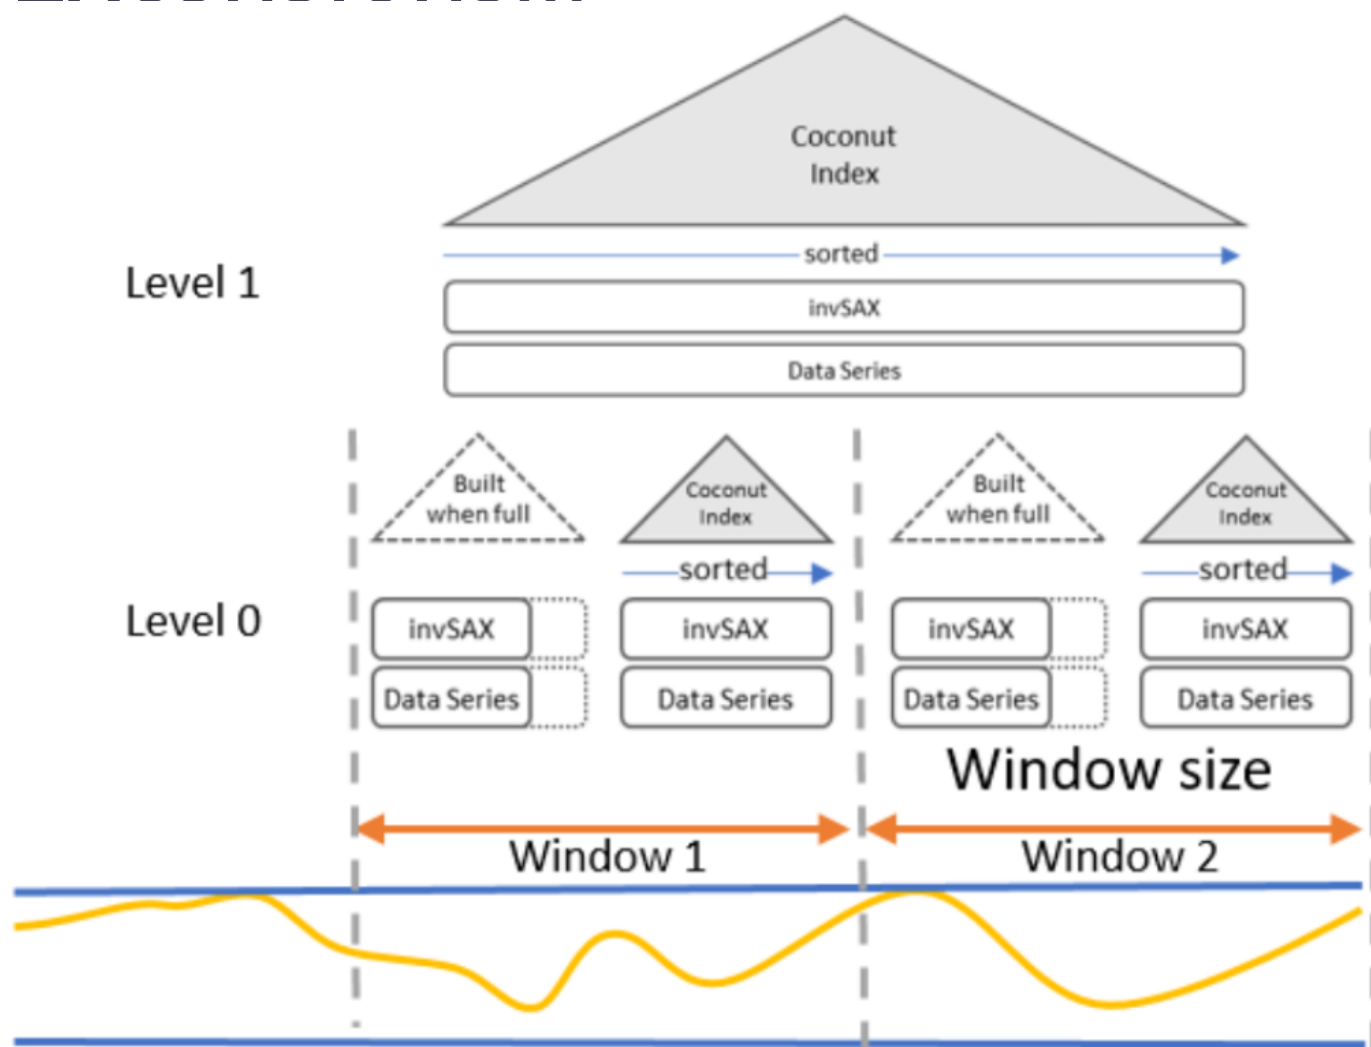 Coconut
Index
sorted
Level 1
invSAX
Data Series
Built
when full
Coconut
Index
Built
when full
Coconut
Index
sorted
sorted
Level 0
invSAX
invSAX
invSAX
invSAX
Data Series
Data Series
Data Series
Data Series
Window size
Window 1
Window 2